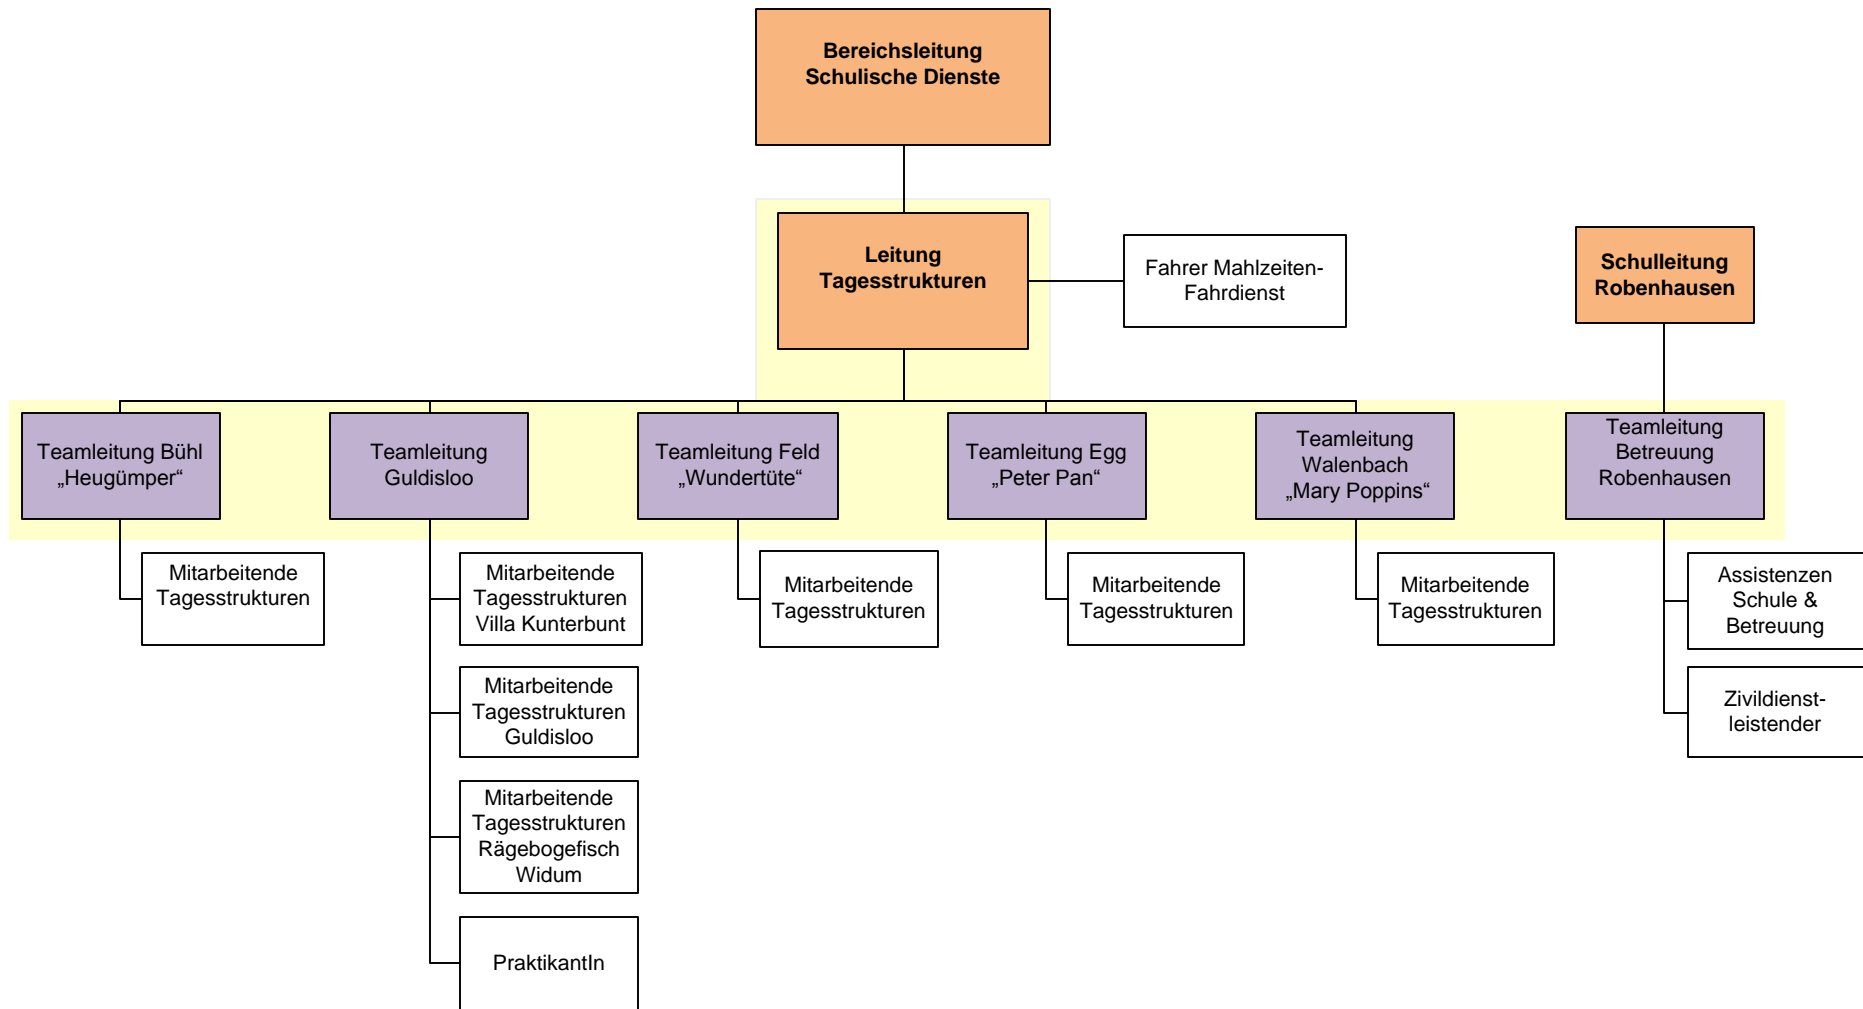 Bereichsleitung
Schulische Dienste
Leitung
Tagesstrukturen
Fahrer Mahlzeiten-
Fahrdienst
Schulleitung
Robenhausen
Teamleitung Bühl
„Heugümper“
Teamleitung
Guldisloo
Teamleitung Feld
„Wundertüte“
Teamleitung Egg
„Peter Pan“
Teamleitung
Walenbach
„Mary Poppins“
Teamleitung
Betreuung
Robenhausen
Mitarbeitende
Tagesstrukturen
Mitarbeitende
Tagesstrukturen
Villa Kunterbunt
Mitarbeitende
Tagesstrukturen
Mitarbeitende
Tagesstrukturen
Mitarbeitende
Tagesstrukturen
Assistenzen
Schule &
Betreuung
Mitarbeitende
Tagesstrukturen
Guldisloo
Zivildienst-
leistender
Mitarbeitende
Tagesstrukturen
Rägebogefisch
Widum
PraktikantIn